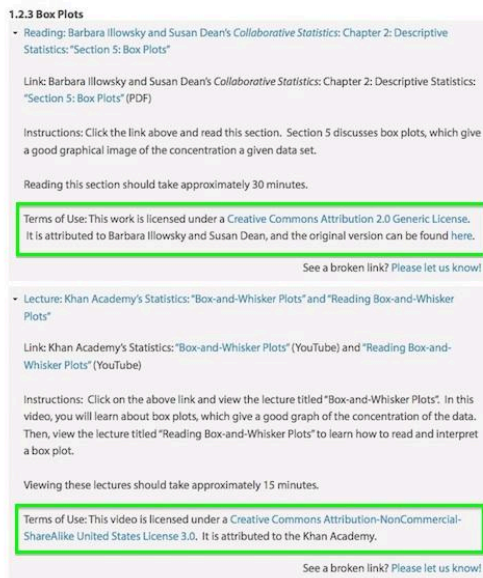 1.2.3 Box Plots
Reading: Barbara Illowsky and Susan Dean's Collaborative Statistics: Chapter 2: Descriptive
Statistics: "Section 5: Box Plots"
Link: Barbara Illowsky and Susan Dean's Collaborative Statistics: Chapter 2: Descriptive Statistics:
"Section 5: Box Plots" (PDF)
Instructions: Click the link above and read this section. Section 5 discusses box plots, which give
a good graphical image of the concentration a given data set.
Reading this section should take approximately 30 minutes.
Terms of Use: This work is licensed under a Creative Commons Attribution 2.0 Generic License.
It is attributed to Barbara Illowsky and Susan Dean, and the original version can be found here.
See a broken link? Please let us know!
Lecture: Khan Academy's Statistics: "Box-and-Whisker Plots" and "Reading Box-and-Whisker
Plots"
Link: Khan Academy's Statistics: "Box-and-Whisker Plots" (YouTube) and "Reading Box-and-
Whisker Plots" (YouTube)
Instructions: Click on the above link and view the lecture titled "Box-and-Whisker Plots". In this
video, you will learn about box plots, which give a good graph of the concentration of the data.
Then, view the lecture titled "Reading Box-and-Whisker Plots" to learn how to read and interpret
a box plot.
Viewing these lectures should take approximately 15 minutes.
Terms of Use: This video is licensed under a Creative Commons Attribution-NonCommercial-
ShareAlike United States License 3.0. It is attributed to the Khan Academy.
See a broken link? Please let us know!